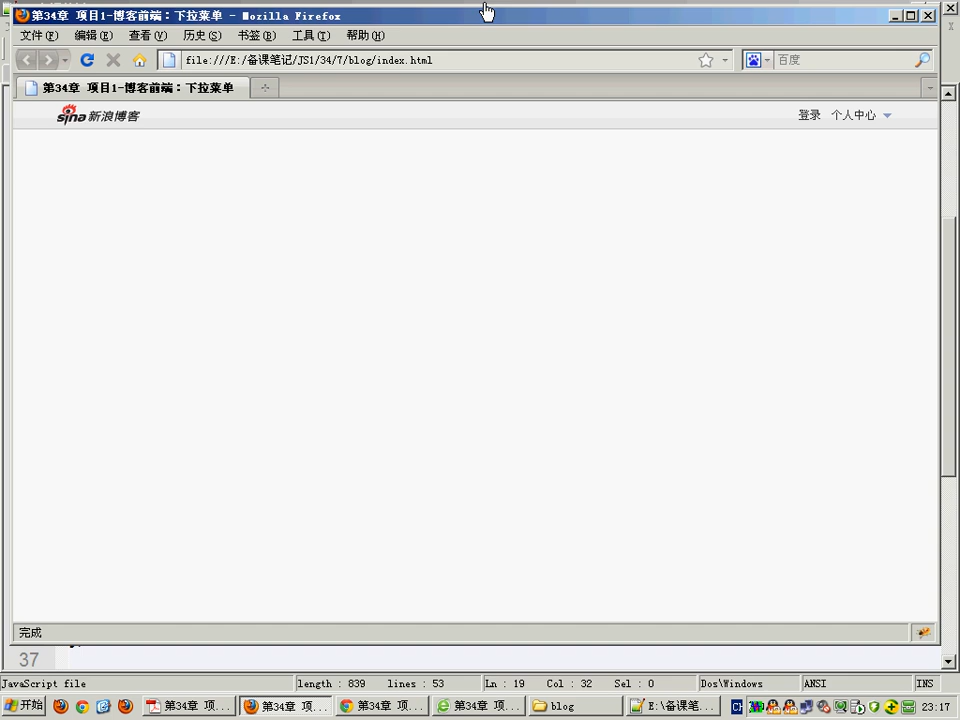 第34章 项目1-博客前端：下拉菜单 - Mozilla Firefox
文件(F) 编辑(E) 查看(V) 历史(S) 书签(B) 工具(T) 帮助(H)
file:///E:/备课笔记/JS1/34/7/blog/index.html 百度
第34章 项目1-博客前端：下拉菜单
sina 新浪博客 登录 个人中心
完成
37
JavaScript file length : 839 lines : 53 Ln : 19 Col : 32 Sel : 0 Dos\Windows ANSI INS
开始 第34章 项... 第34章 项... 第34章 项... 第34章 项... blog E:\备课笔... CH 23:17